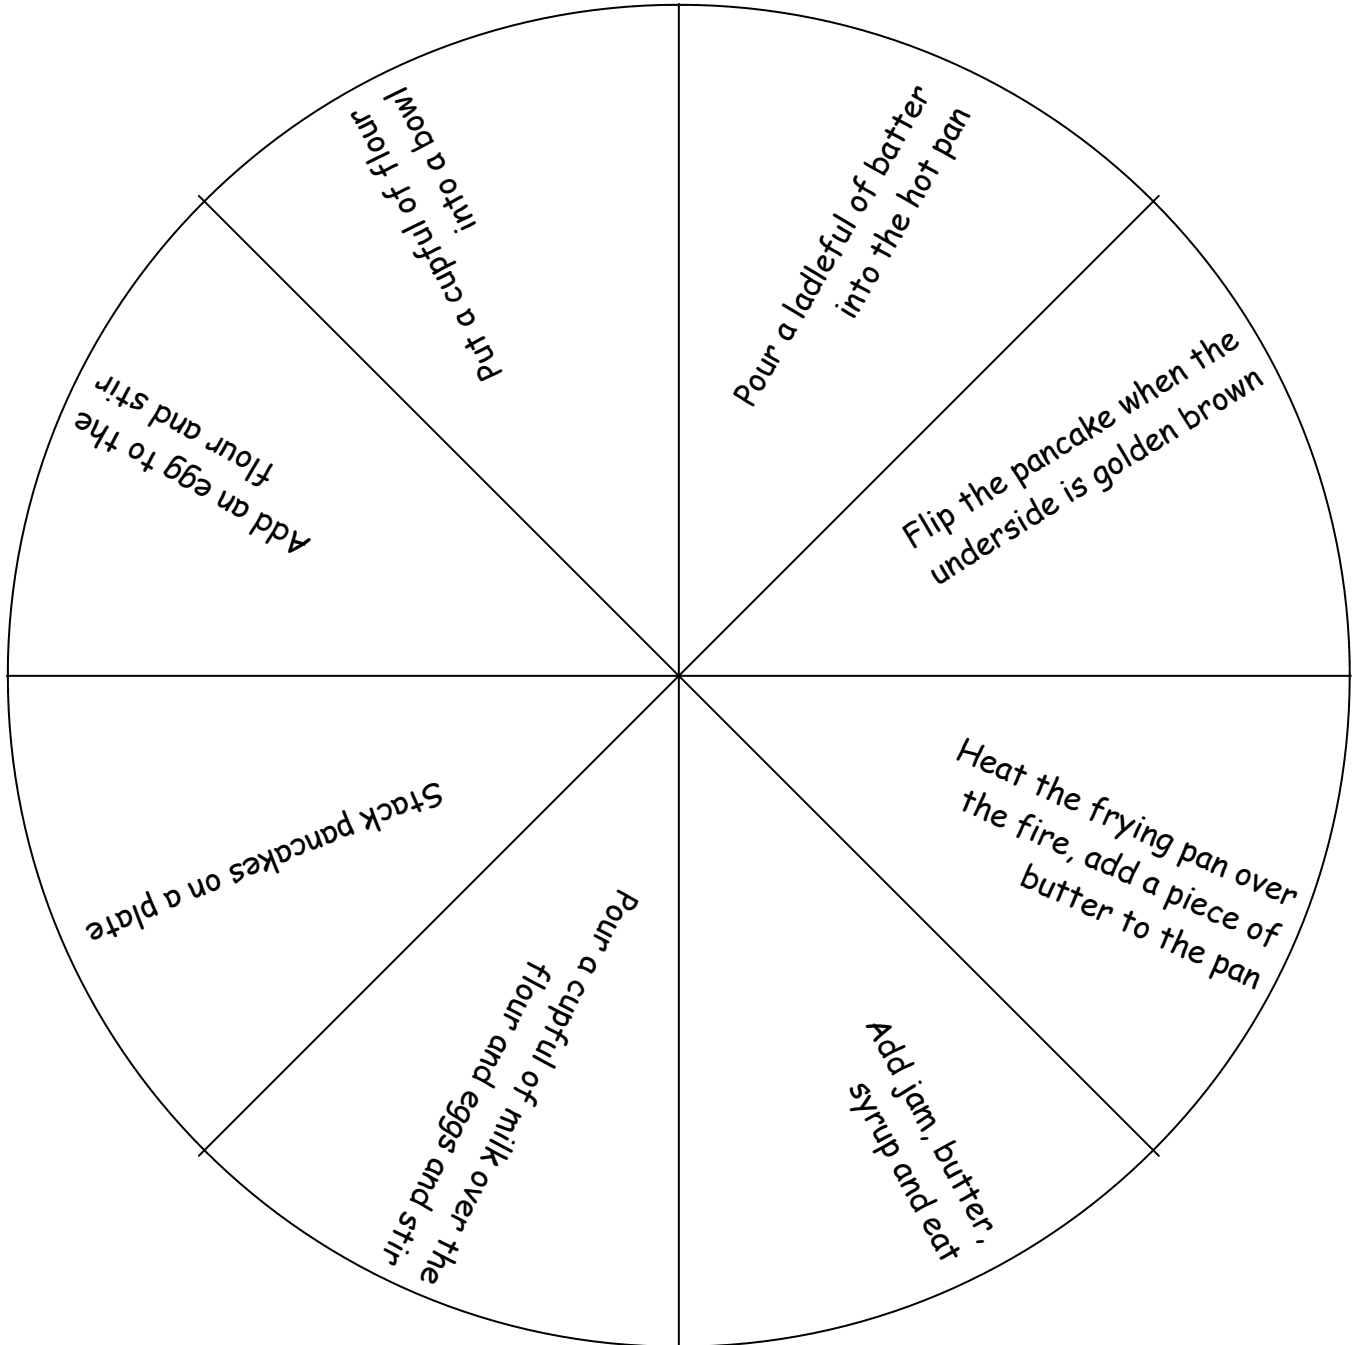 Pour a ladleful of batter
into the hot pan
Flip the pancake when the
underside is golden brown
Heat the frying pan over
the fire, add a piece of
butter to the pan
Add jam, butter,
syrup and eat
Pour a cupful of milk over the
flour and eggs and stir
Stack pancakes on a plate
Add an egg to the
flour and stir
Put a cupful of flour
into a bowl